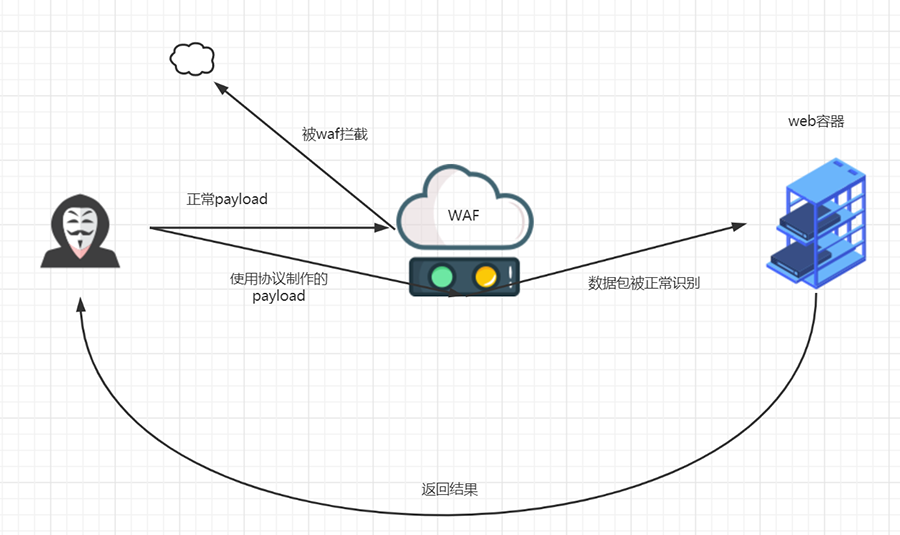 web容器
被waf拦截
正常payload
WAF
使用协议制作的
payload
数据包被正常识别
返回结果